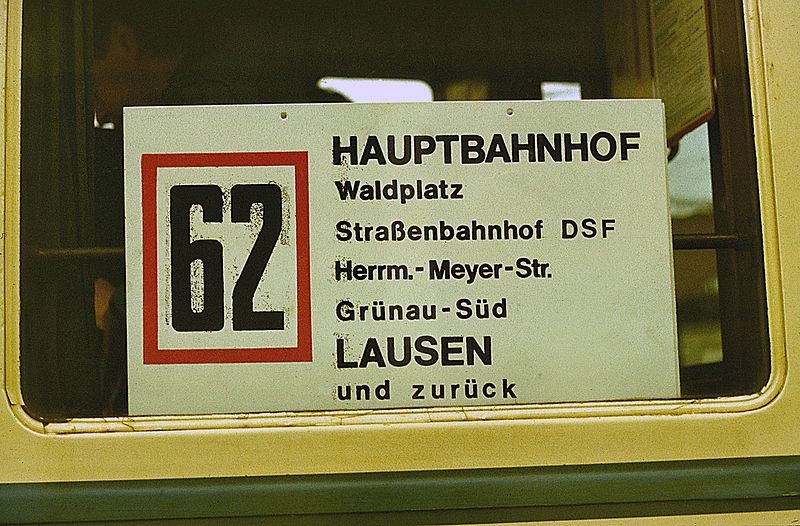 62
HAUPTBAHNHOF
Waldplatz
Straßenbahnhof DSF
Herrm.-Meyer-Str.
Grünau-Süd
LAUSEN
und zurück